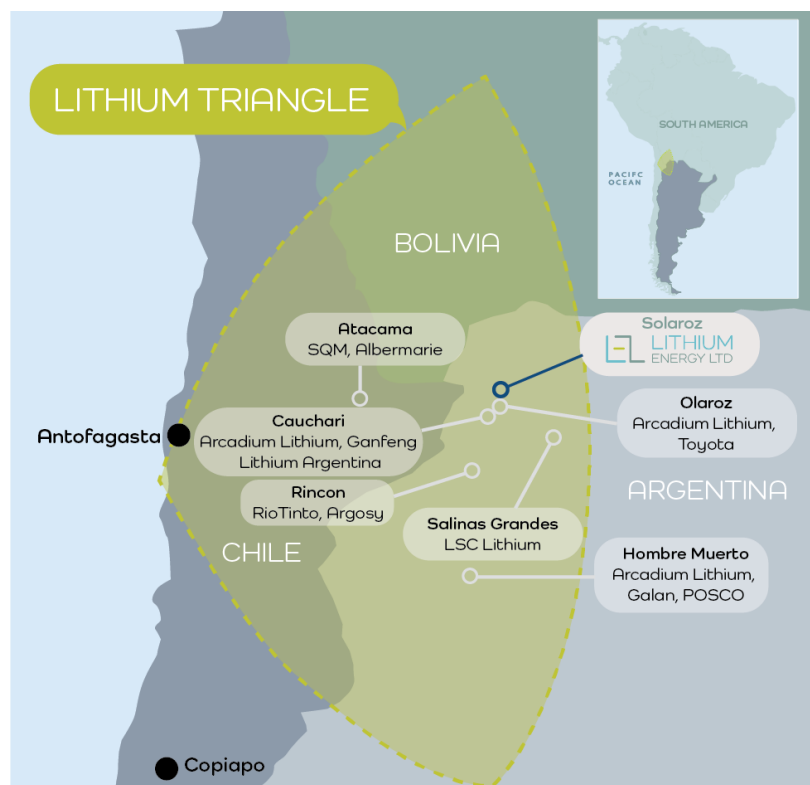 LITHIUM TRIANGLE
SOUTH AMERICA
PACIFC
OCEAN
BOLIVIA
Atacama
SQM, Albermarie
Solaroz
LEL LITHIUM
ENERGY LTD
Antofagasta
Cauchari
Arcadium Lithium, Ganfeng
Lithium Argentina
Olaroz
Arcadium Lithium,
Toyota
Rincon
RioTinto, Argosy
ARGENTINA
Salinas Grandes
LSC Lithium
CHILE
Hombre Muerto
Arcadium Lithium,
Galan, POSCO
Copiapo